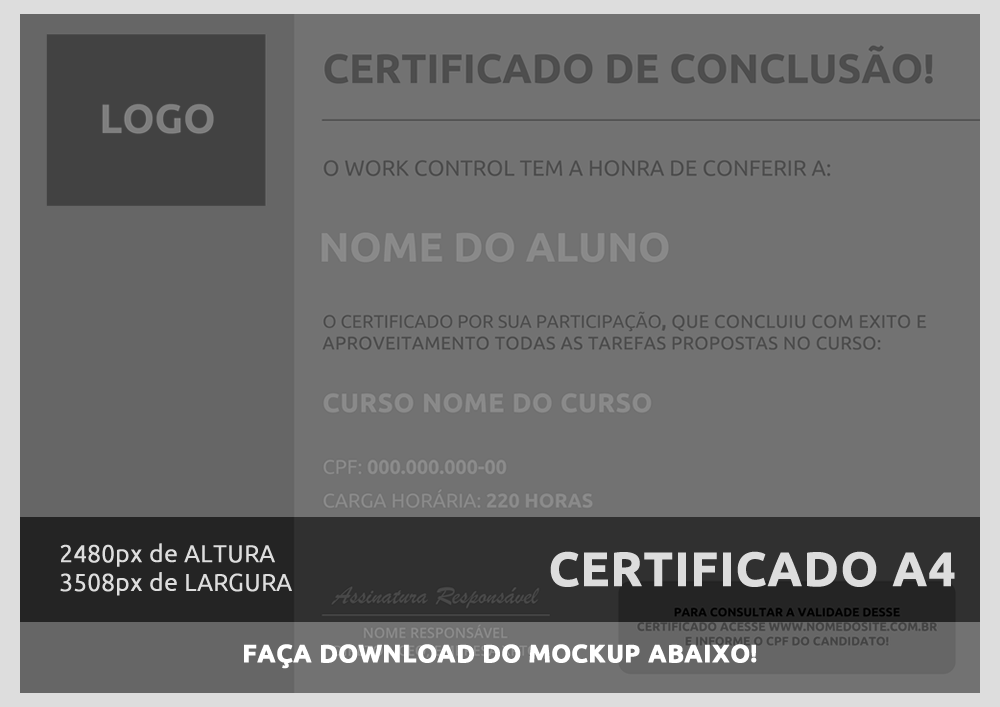 LOGO
CERTIFICADO DE CONCLUSÃO!
O WORK CONTROL TEM A HONRA DE CONFERIR A:
NOME DO ALUNO
O CERTIFICADO POR SUA PARTICIPAÇÃO, QUE CONCLUIU COM EXITO E
APROVEITAMENTO TODAS AS TAREFAS PROPOSTAS NO CURSO:
CURSO NOME DO CURSO
CPF: 000.000.000-00
CARGA HORÁRIA: 220 HORAS
2480px de ALTURA
3508px de LARGURA
CERTIFICADO A4
Assinatura Responsável
NOME RESPONSÁVEL
PARA CONSULTAR A VALIDADE DESSE
CERTIFICADO ACESSE WWW.NOMEDOSITE.COM.BR
E INFORME O CPF DO CANDIDATO!
FAÇA DOWNLOAD DO MOCKUP ABAIXO!